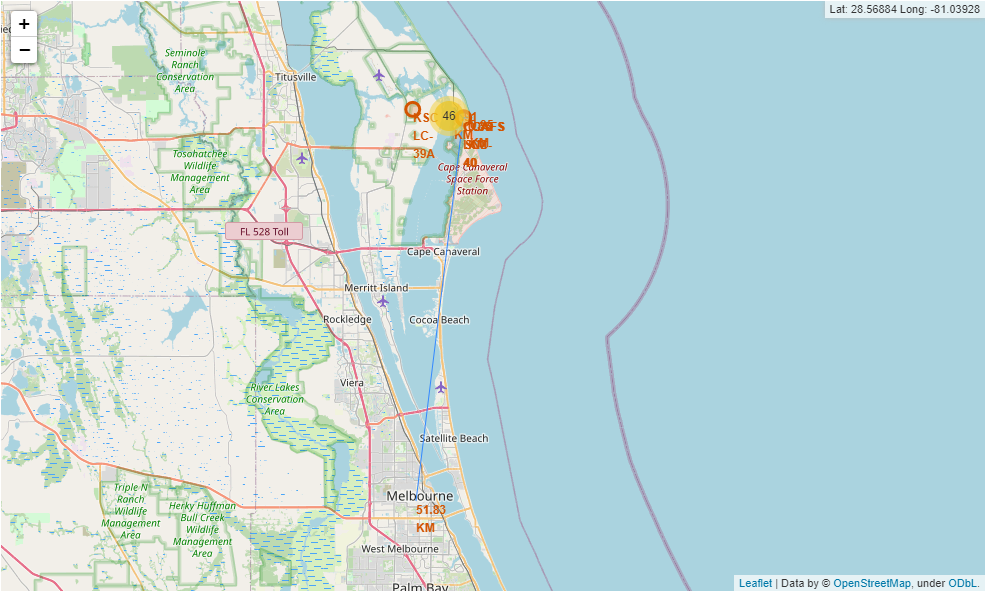 +
−
Lat: 28.56884 Long: -81.03928
Seminole
Ranch
Conservation
Area
Titusville
46
LC-
39A
KM
40
Tosohatchee
Wildlife
Management
Area
Cape Canaveral
Space Force
Station
FL 528 Toll
Cape Canaveral
Merritt Island
Rockledge
Cocoa Beach
Viera
River Lakes
Conservation
Area
Satellite Beach
Melbourne
51.83
KM
Triple N
Ranch
Wildlife
Management
Area
Herky Huffman
Bull Creek
Wildlife
Management
Area
West Melbourne
Palm Bay
Leaflet | Data by © OpenStreetMap, under ODbL.